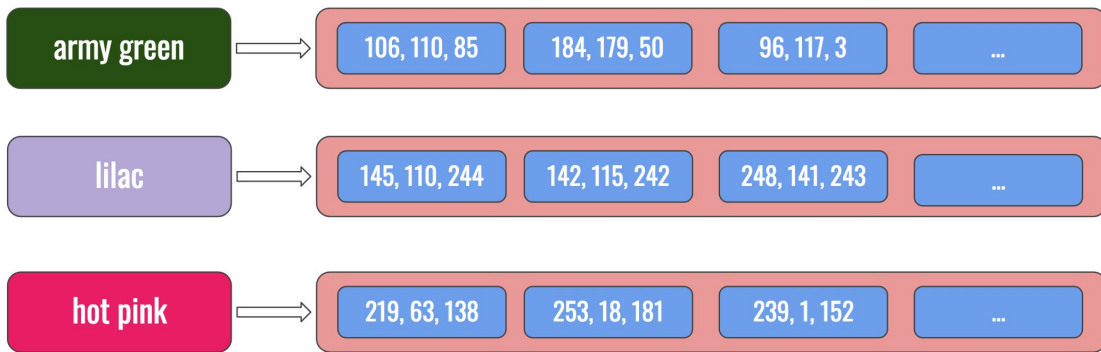 army green 106, 110, 85 184, 179, 50 96, 117, 3 ...
lilac 145, 110, 244 142, 115, 242 248, 141, 243 ...
hot pink 219, 63, 138 253, 18, 181 239, 1, 152 ...